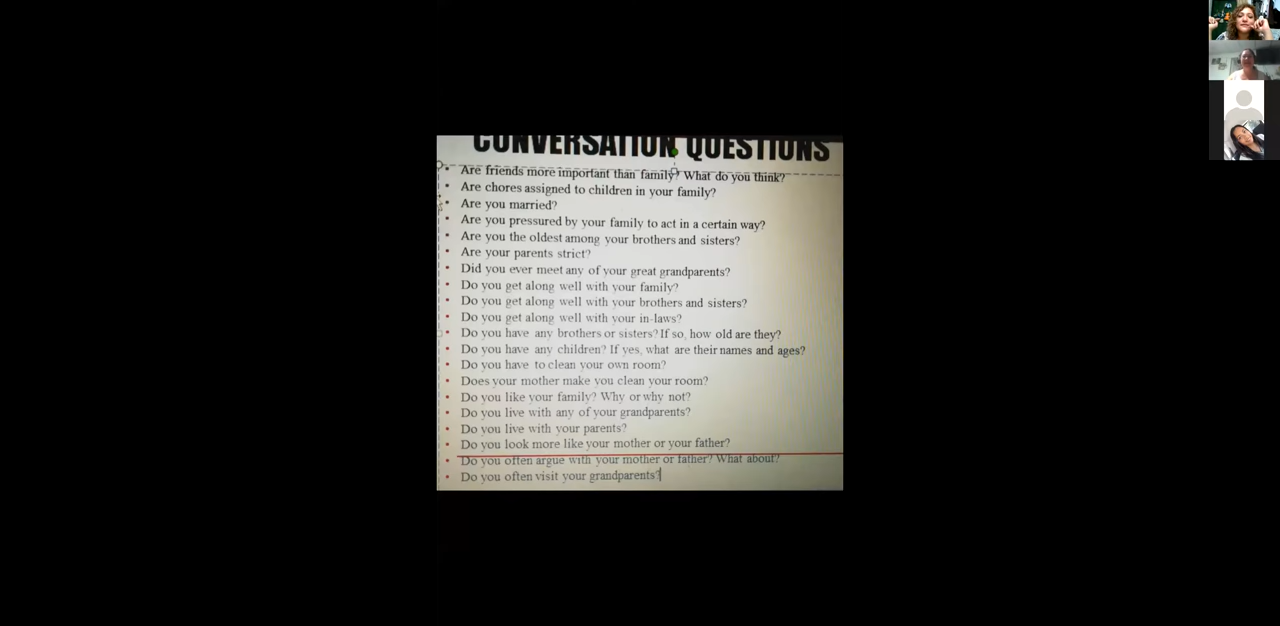 CONVERSATION QUESTIONS
• Are friends more important than family? What do you think?
• Are chores assigned to children in your family?
• Are you married?
• Are you pressured by your family to act in a certain way?
• Are you the oldest among your brothers and sisters?
• Are your parents strict?
• Did you ever meet any of your great grandparents?
• Do you get along well with your family?
• Do you get along well with your brothers and sisters?
• Do you get along well with your in-laws?
• Do you have any brothers or sisters? If so, how old are they?
• Do you have any children? If yes, what are their names and ages?
• Do you have to clean your own room?
• Does your mother make you clean your room?
• Do you like your family? Why or why not?
• Do you live with any of your grandparents?
• Do you live with your parents?
• Do you look more like your mother or your father?
• Do you often argue with your mother or father? What about?
• Do you often visit your grandparents?